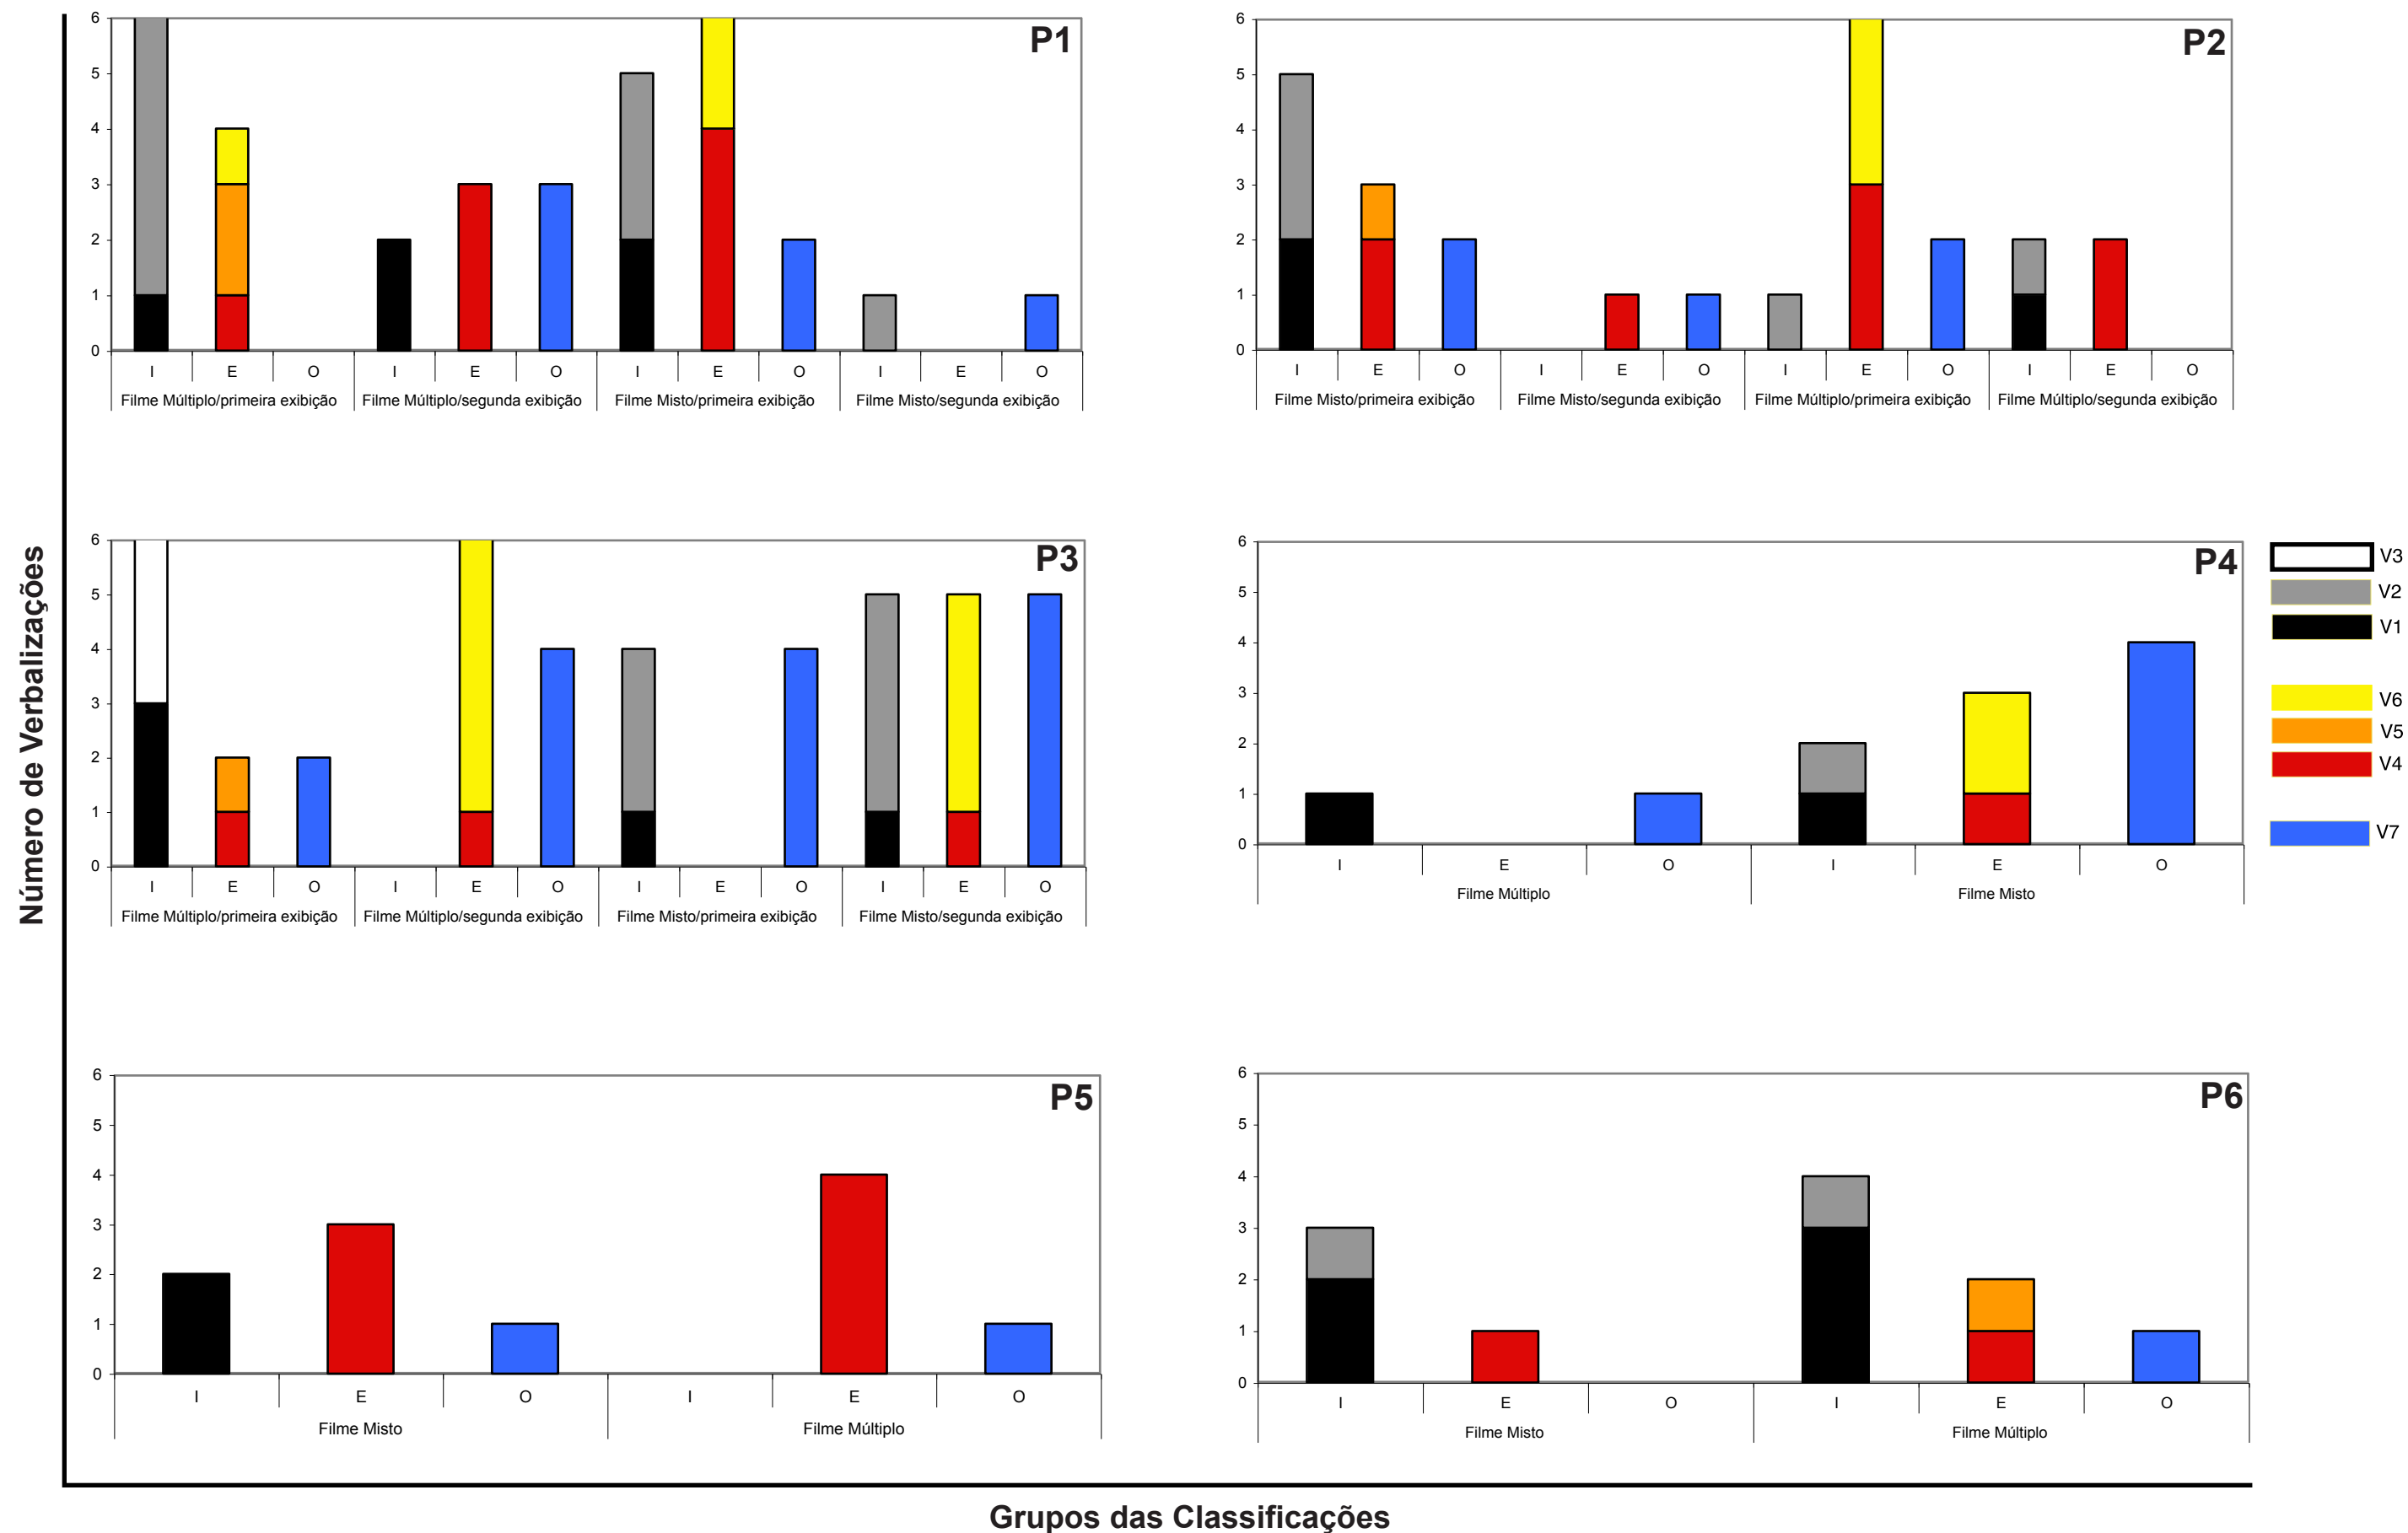 Número de Verbalizações
P1
6
5
4
3
2
1
0
I E O I E O I E O I E O
Filme Múltiplo/primeira exibição Filme Múltiplo/segunda exibição Filme Misto/primeira exibição Filme Misto/segunda exibição
P2
6
5
4
3
2
1
0
I E O I E O I E O I E O
Filme Misto/primeira exibição Filme Misto/segunda exibição Filme Múltiplo/primeira exibição Filme Múltiplo/segunda exibição
P3
6
5
4
3
2
1
0
I E O I E O I E O I E O
Filme Múltiplo/primeira exibição Filme Múltiplo/segunda exibição Filme Misto/primeira exibição Filme Misto/segunda exibição
P4
6
5
4
3
2
1
0
I E O I E O
Filme Múltiplo Filme Misto
V3
V2
V1
V6
V5
V4
V7
P5
6
5
4
3
2
1
0
I E O I E O
Filme Misto Filme Múltiplo
P6
6
5
4
3
2
1
0
I E O I E O
Filme Misto Filme Múltiplo
Grupos das Classificações